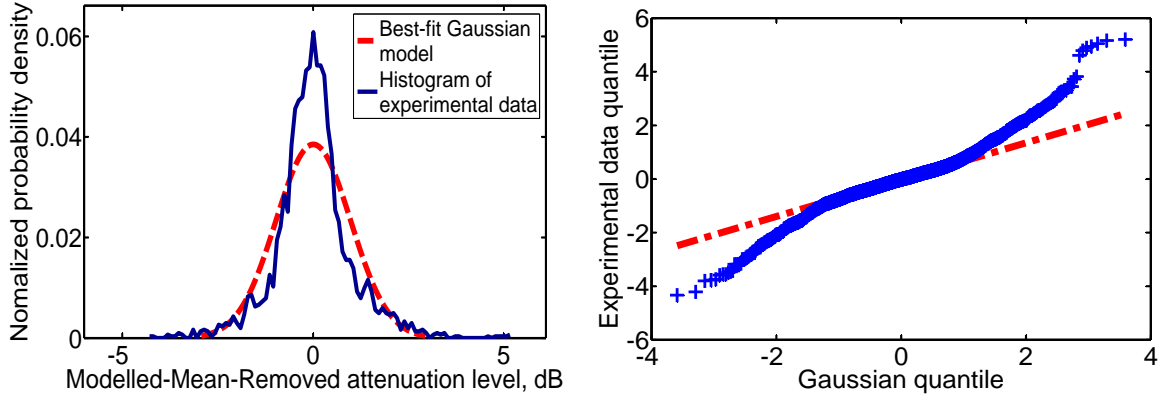 Normalized probability density
0.06
0.04
0.02
0
-5
0
5
Modelled-Mean-Removed attenuation level, dB
Best-fit Gaussian
model
Histogram of
experimental data
Experimental data quantile
6
4
2
0
-2
-4
-6
-4
-2
0
2
4
Gaussian quantile